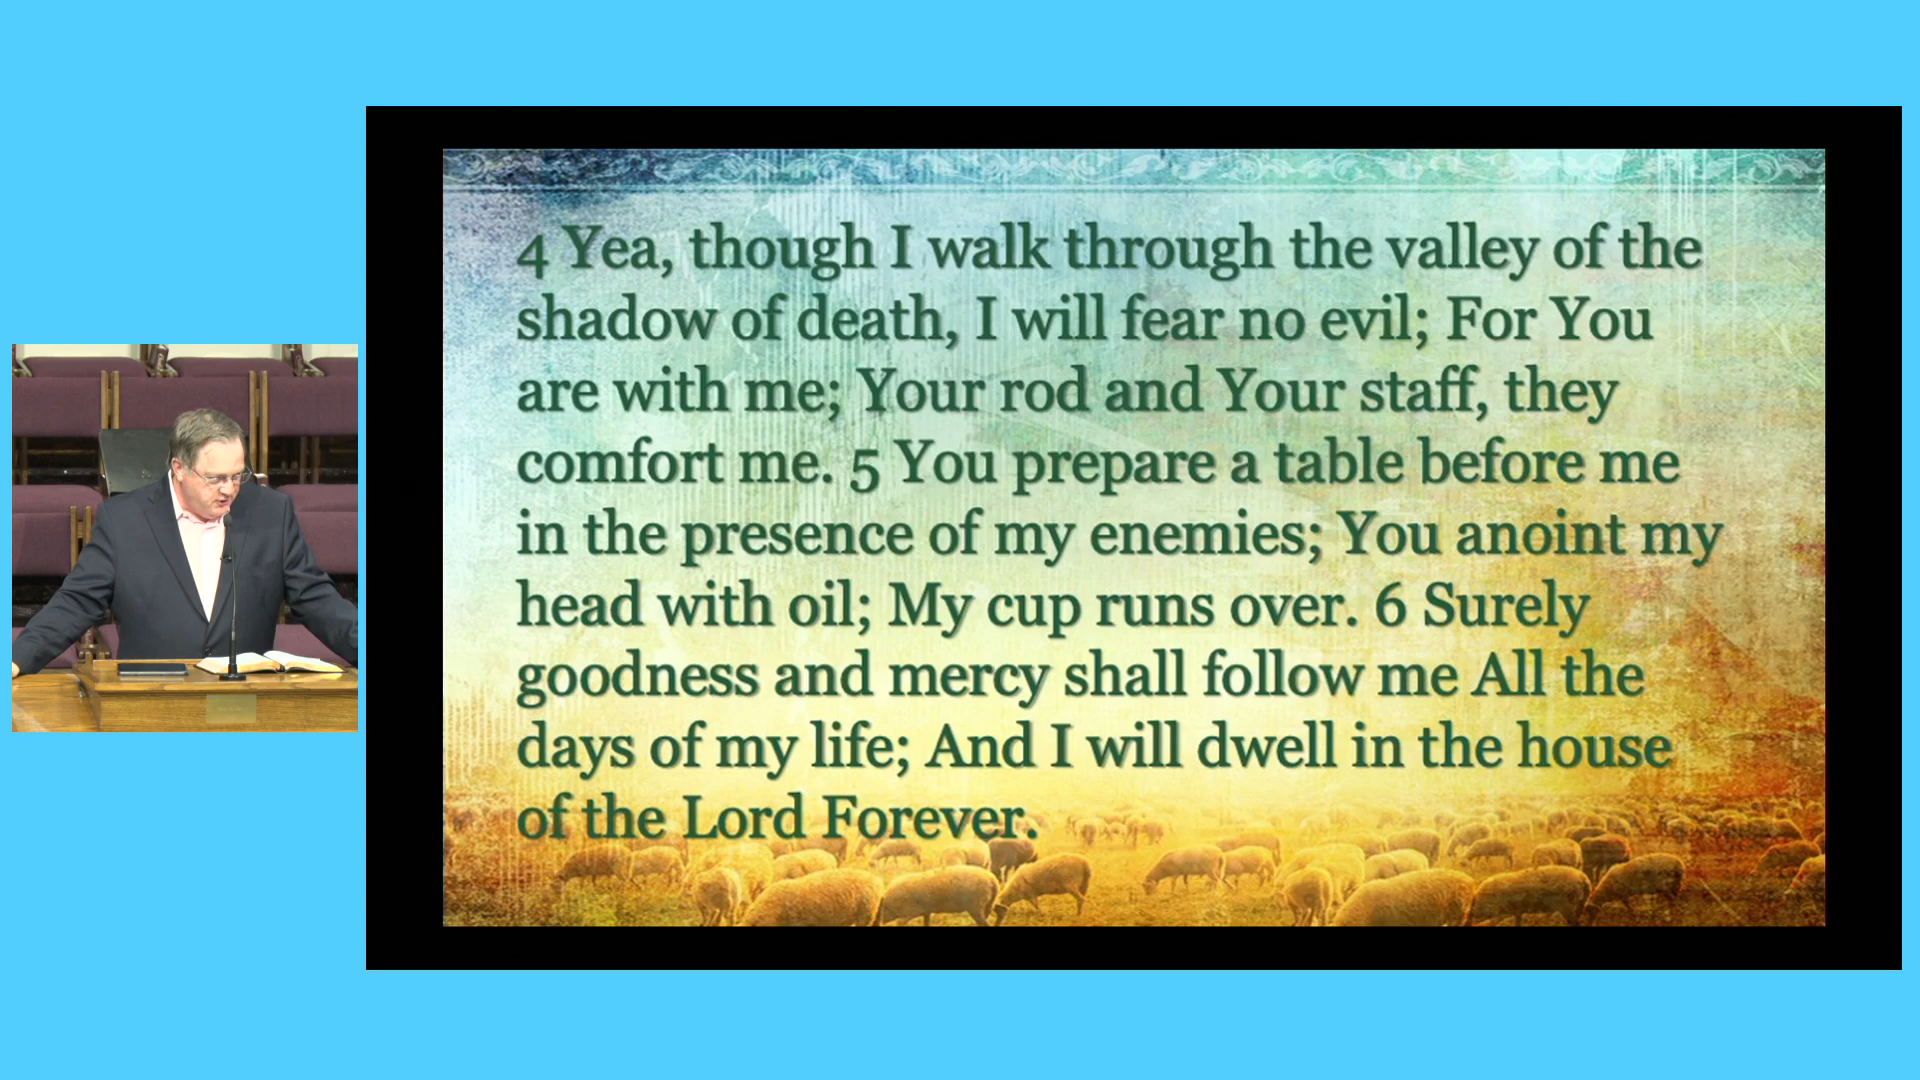 4 Yea, though I walk through the valley of the
shadow of death, I will fear no evil; For You
are with me; Your rod and Your staff, they
comfort me. 5 You prepare a table before me
in the presence of my enemies; You anoint my
head with oil; My cup runs over. 6 Surely
goodness and mercy shall follow me All the
days of my life; And I will dwell in the house
of the Lord Forever.